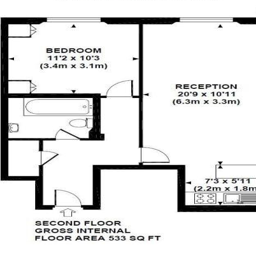 BEDROOM
11'2 x 10'3
(3.4m x 3.1m)
RECEPTION
20'9 x 10'11
(6.3m x 3.3m)
7'3 x 5'11
(2.2m x 1.8m
SECOND FLOOR
GROSS INTERNAL
FLOOR AREA 533 SQ FT